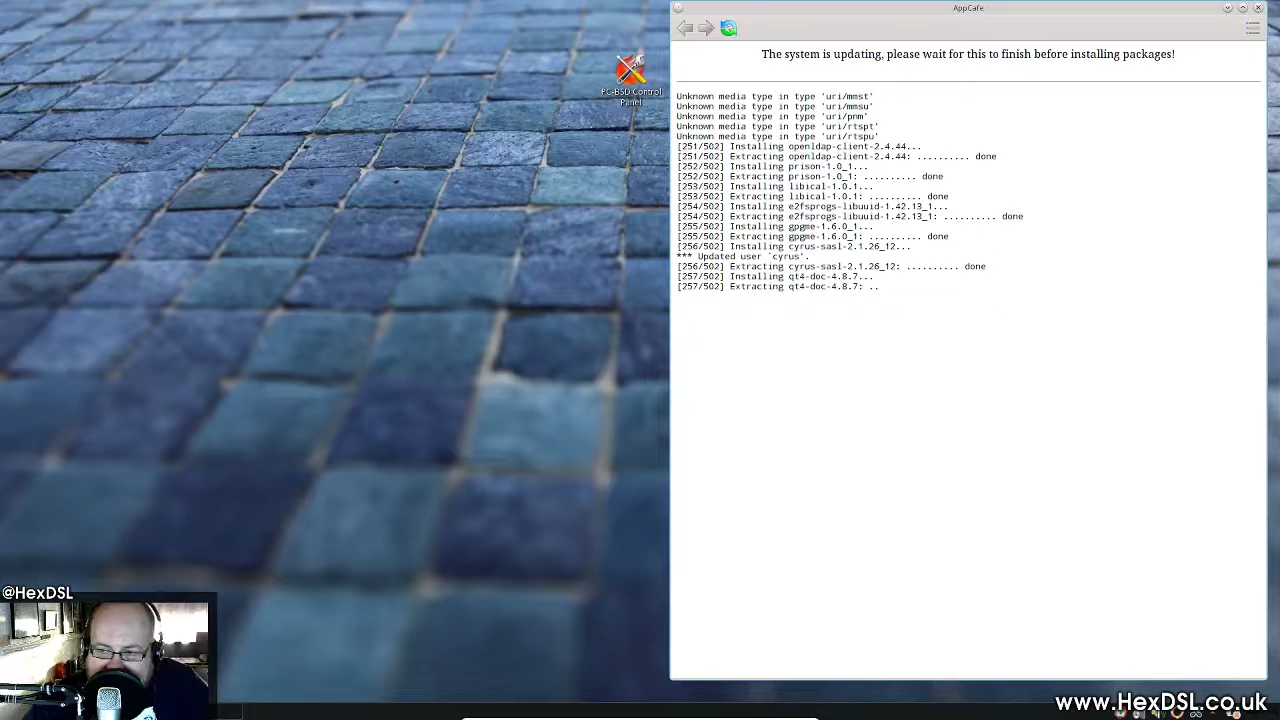 AppCafe
The system is updating, please wait for this to finish before installing packages!
PC-BSD Control
Panel
Unknown media type in type 'uri/mmst'
Unknown media type in type 'uri/mmsu'
Unknown media type in type 'uri/pnm'
Unknown media type in type 'uri/rtspt'
Unknown media type in type 'uri/rtspu'
[251/502] Installing openldap-client-2.4.44...
[251/502] Extracting openldap-client-2.4.44: .......... done
[252/502] Installing prison-1.0_1...
[252/502] Extracting prison-1.0_1: .......... done
[253/502] Installing libical-1.0.1...
[253/502] Extracting libical-1.0.1: .......... done
[254/502] Installing e2fsprogs-libuuid-1.42.13_1...
[254/502] Extracting e2fsprogs-libuuid-1.42.13_1: .......... done
[255/502] Installing gpgme-1.6.0_1...
[255/502] Extracting gpgme-1.6.0_1: .......... done
[256/502] Installing cyrus-sasl-2.1.26_12...
*** Updated user `cyrus'.
[256/502] Extracting cyrus-sasl-2.1.26_12: .......... done
[257/502] Installing qt4-doc-4.8.7...
[257/502] Extracting qt4-doc-4.8.7: ..
@HexDSL
www.HexDSL.co.uk